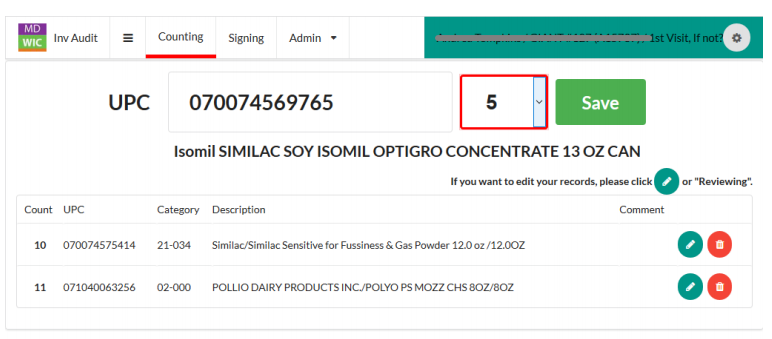 MD
WIC
Inv Audit
Counting
Signing
Admin
1st Visit, If not?
UPC 070074569765 5 Save
Isomil SIMILAC SOY ISOMIL OPTIGRO CONCENTRATE 13 OZ CAN
If you want to edit your records, please click or "Reviewing".
Count UPC Category Description Comment
10 070074575414 21-034 Similac/Similac Sensitive for Fussiness & Gas Powder 12.0 oz /12.0OZ
11 071040063256 02-000 POLLIO DAIRY PRODUCTS INC./POLYO PS MOZZ CHS 8OZ/8OZ